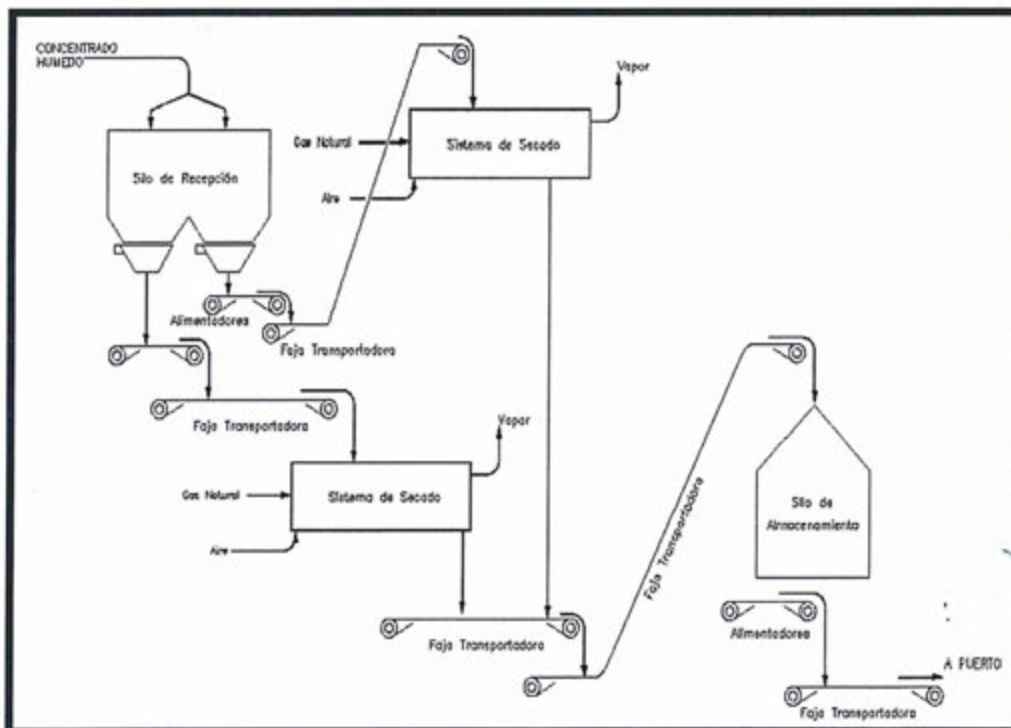 CONCENTRADO
HUMEDO
Vapor
Gas Natural
Sistema de Secado
Silo de Recepción
Aire
Alimentadores
Faja Transportadora
Faja Transportadora
Vapor
Gas Natural
Sistema de Secado
Aire
Faja Transportadora
Silo de
Almacenamiento
Faja Transportadora
Alimentadores
A PUERTO
Faja Transportadora